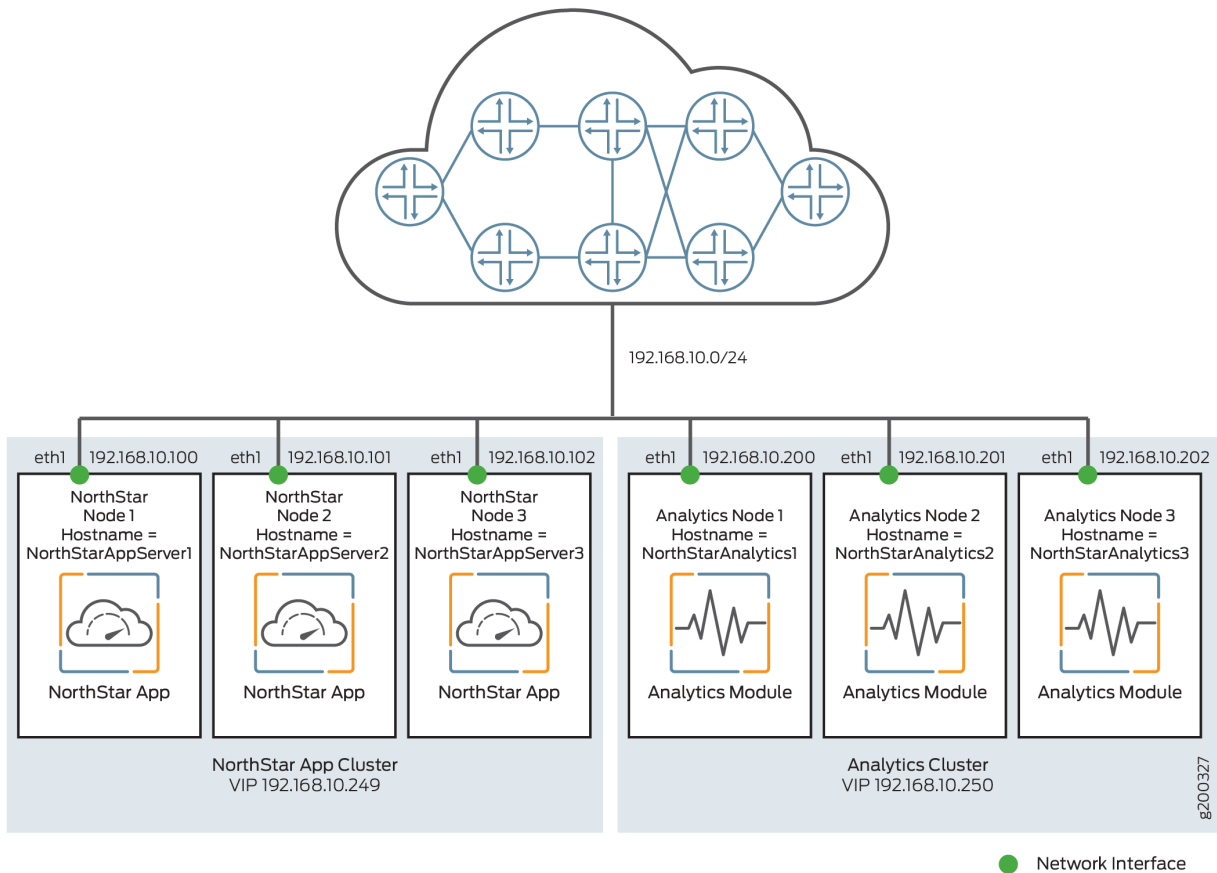 192.168.10.0/24
eth1 192.168.10.100
eth1 192.168.10.101
eth1 192.168.10.102
eth1 192.168.10.200
eth1 192.168.10.201
eth1 192.168.10.202
NorthStar
Node 1
Hostname =
NorthStarAppServer1
NorthStar App
NorthStar
Node 2
Hostname =
NorthStarAppServer2
NorthStar App
NorthStar
Node 3
Hostname =
NorthStarAppServer3
NorthStar App
Analytics Node 1
Hostname =
NorthStarAnalytics1
Analytics Module
Analytics Node 2
Hostname =
NorthStarAnalytics2
Analytics Module
Analytics Node 3
Hostname =
NorthStarAnalytics3
Analytics Module
NorthStar App Cluster
VIP 192.168.10.249
Analytics Cluster
VIP 192.168.10.250
g200327
Network Interface